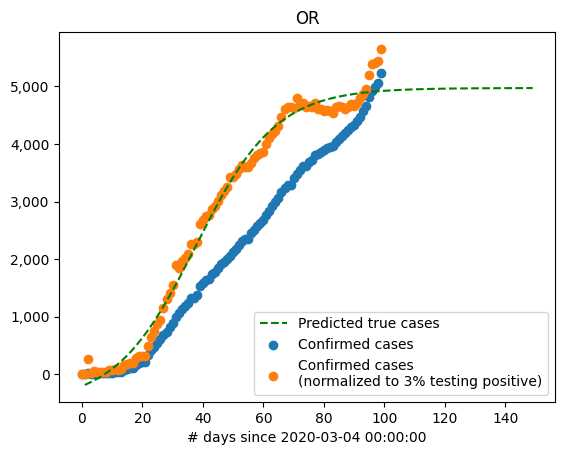 OR
5,000
4,000
3,000
2,000
1,000
0
Predicted true cases
Confirmed cases
Confirmed cases
(normalized to 3% testing positive)
0 20 40 60 80 100 120 140
# days since 2020-03-04 00:00:00